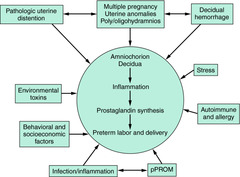 Pathologic uterine
distention
Multiple pregnancy
Uterine anomalies
Poly/oligohydramnios
Decidual
hemorrhage
Amniochorion
Decidus
Stress
Inflammation
Environmental
toxins
Prostaglandin synthesis
Autoimmune
and allergy
Behavioral and
socioeconomic
factors
Preterm labor and delivery
Infection/inflammation
pPROM